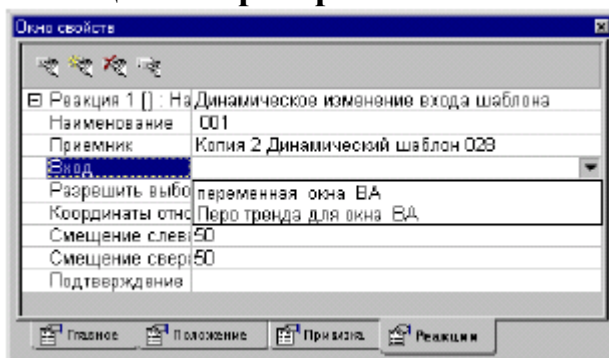 Окно свойств
Реакция 1 [] : На Динамическое изменение входа шаблона
Наименование 001
Приемник Копия 2 Динамический шаблон 028
Вход
Разрешить выбо переменная окна ВА
Координаты отно Перо тренда для окна ВА
Смещение слева 50
Смещение сверх 50
Подтверждение
Главное Положение Привязка Реакции